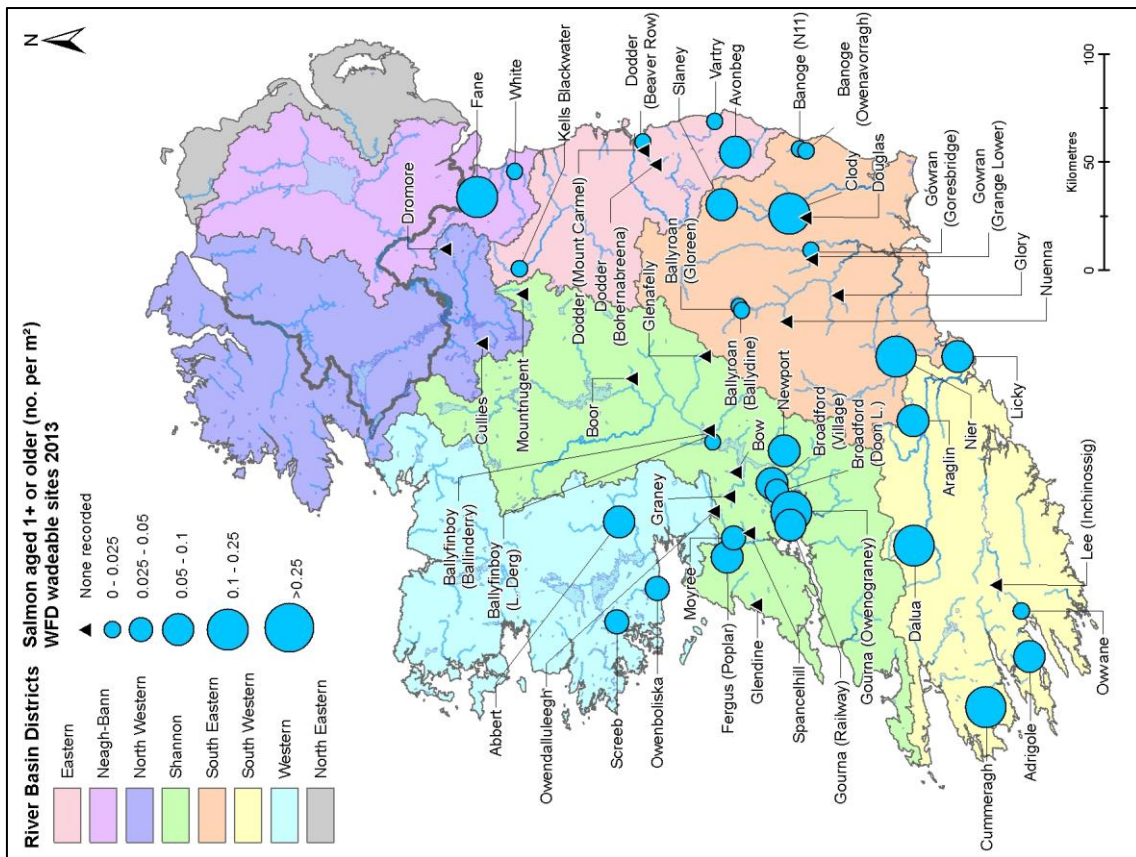 River Basin Districts
Eastern
Neagh-Bann
North Western
Shannon
South Eastern
South Western
Western
North Eastern
Salmon aged 1+ or older (no. per m²)
WFD wadeable sites 2013
None recorded
0 - 0.025
0.025 - 0.05
0.05 - 0.1
0.1 - 0.25
>0.25
N
Fane
White
Kells Blackwater
Dodder
(Beaver Row)
Slaney
Vartry
Avonbeg
Banoge (N11)
Banoge
(Owenavorragh)
Dromore
Dodder (Mount Carmel)
Dodder
(Bohernabreena)
Ballyroan
(Gloreen)
Clody
Douglas
Gowran
(Goresbridge)
Gowran
(Grange Lower)
Glory
Nuenna
Cullies
Mountnugent
Boor
Glenafelly
Ballyroan
(Ballydine)
Newport
Broadford
(Village)
Broadford
(Doon L.)
Bow
Nier
Licky
Araglin
Lee (Inchinossig)
Ballyfinboy
(Ballinderry)
Ballyfinboy
(L. Derg)
Graney
Abbert
Owendalluleegh
Screeb
Owenboliska
Moyree
Fergus (Poplar)
Glendine
Spancelhill
Gourna (Railway)
Gourna (Owenograney)
Dalua
Cummeragh
Adrigole
Owvane
0
50
100
Kilometres